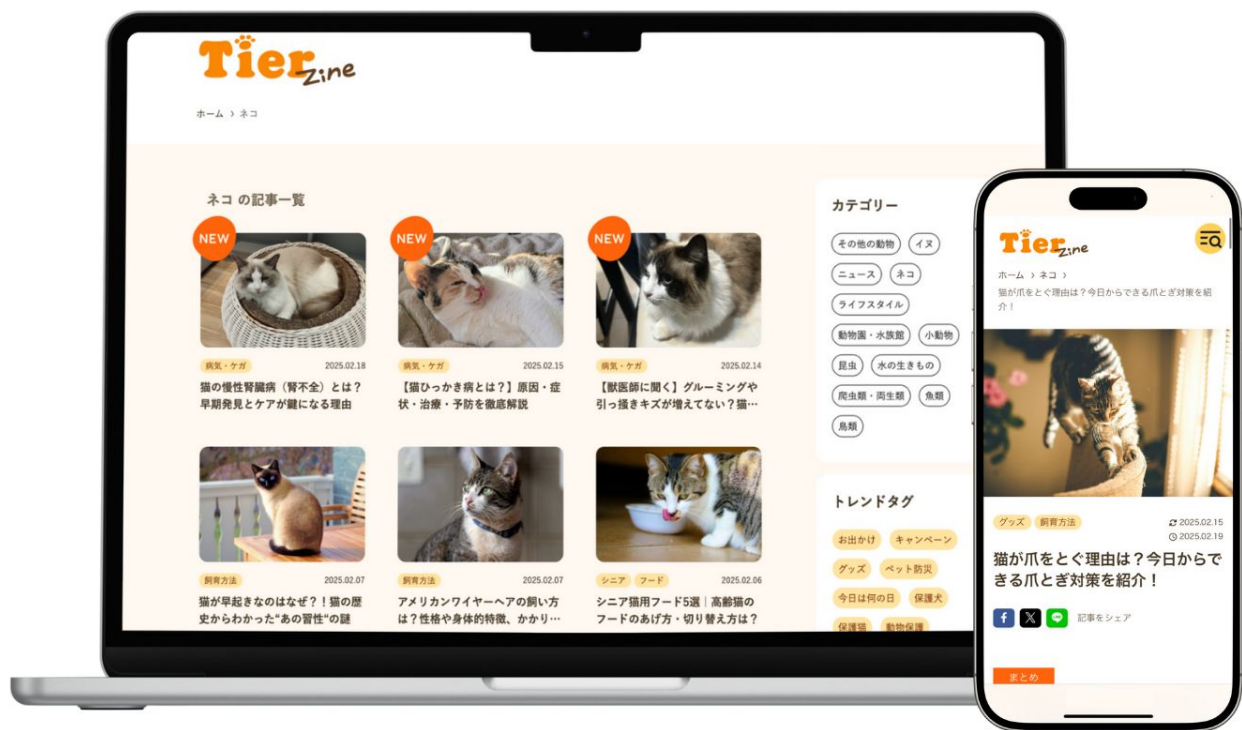 Tier
Zine
ホーム › ネコ
ネコ の記事一覧
NEW
NEW
NEW
病気・ケガ 2025.02.18
猫の慢性腎臓病（腎不全）とは？
早期発見とケアが鍵になる理由
病気・ケガ 2025.02.15
【猫ひっかき病とは？】原因・症
状・治療・予防を徹底解説
病気・ケガ 2025.02.14
【獣医師に聞く】グルーミングや
引っ掻きキズが増えてない？猫…
飼育方法 2025.02.07
猫が早起きなのはなぜ？！猫の歴
史からわかった“あの習性“の謎
飼育方法 2025.02.07
アメリカンワイヤーヘアの飼い方
は？性格や身体的特徴、かかり…
シニア フード 2025.02.06
シニア猫用フード5選｜高齢猫の
フードのあげ方・切り替え方は？
カテゴリー
その他の動物 イヌ
ニュース ネコ
ライフスタイル
動物園・水族館 小動物
昆虫 水の生きもの
爬虫類・両生類 魚類
鳥類
トレンドタグ
お出かけ キャンペーン
グッズ ペット防災
今日は何の日 保護犬
保護猫 動物保護
Tier
Zine
ホーム › ネコ ›
猫が爪をとぐ理由は？今日からできる爪とぎ対策を紹
介！
グッズ 飼育方法 2025.02.15
2025.02.19
猫が爪をとぐ理由は？今日からで
きる爪とぎ対策を紹介！
記事をシェア
まとめ